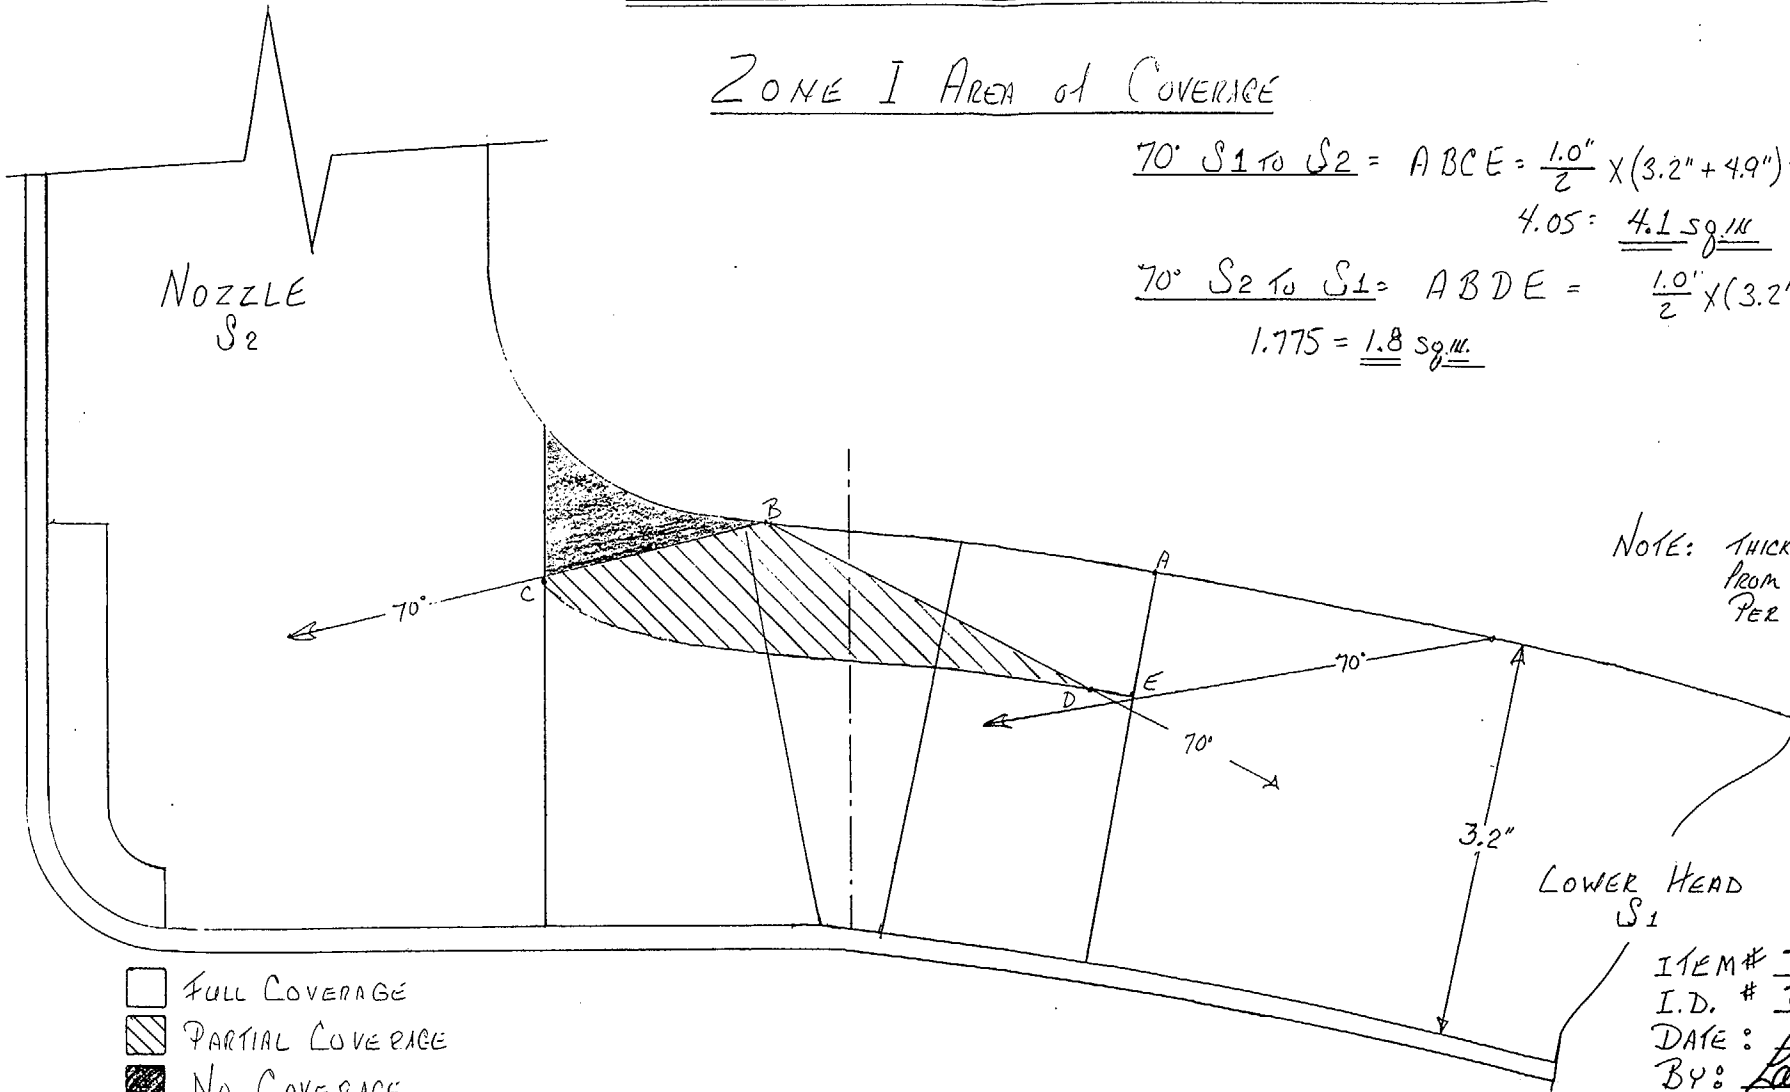 ZONE I AREA of COVERAGE
70° S1 TO S2 = ABCE = 1.0"/2 X (3.2" + 4.9")
4.05 = 4.1 sq.in
70° S2 TO S1 = ABDE = 1.0"/2 X (3.2"
1.775 = 1.8 sq.in.
NOZZLE
S2
B
A
NOTE: THICK
FROM
PER
C
70°
70°
D
E
70°
3.2"
LOWER HEAD
S1
FULL COVERAGE
PARTIAL COVERAGE
NO COVERAGE
ITEM#
I.D. #
DATE:
BY: